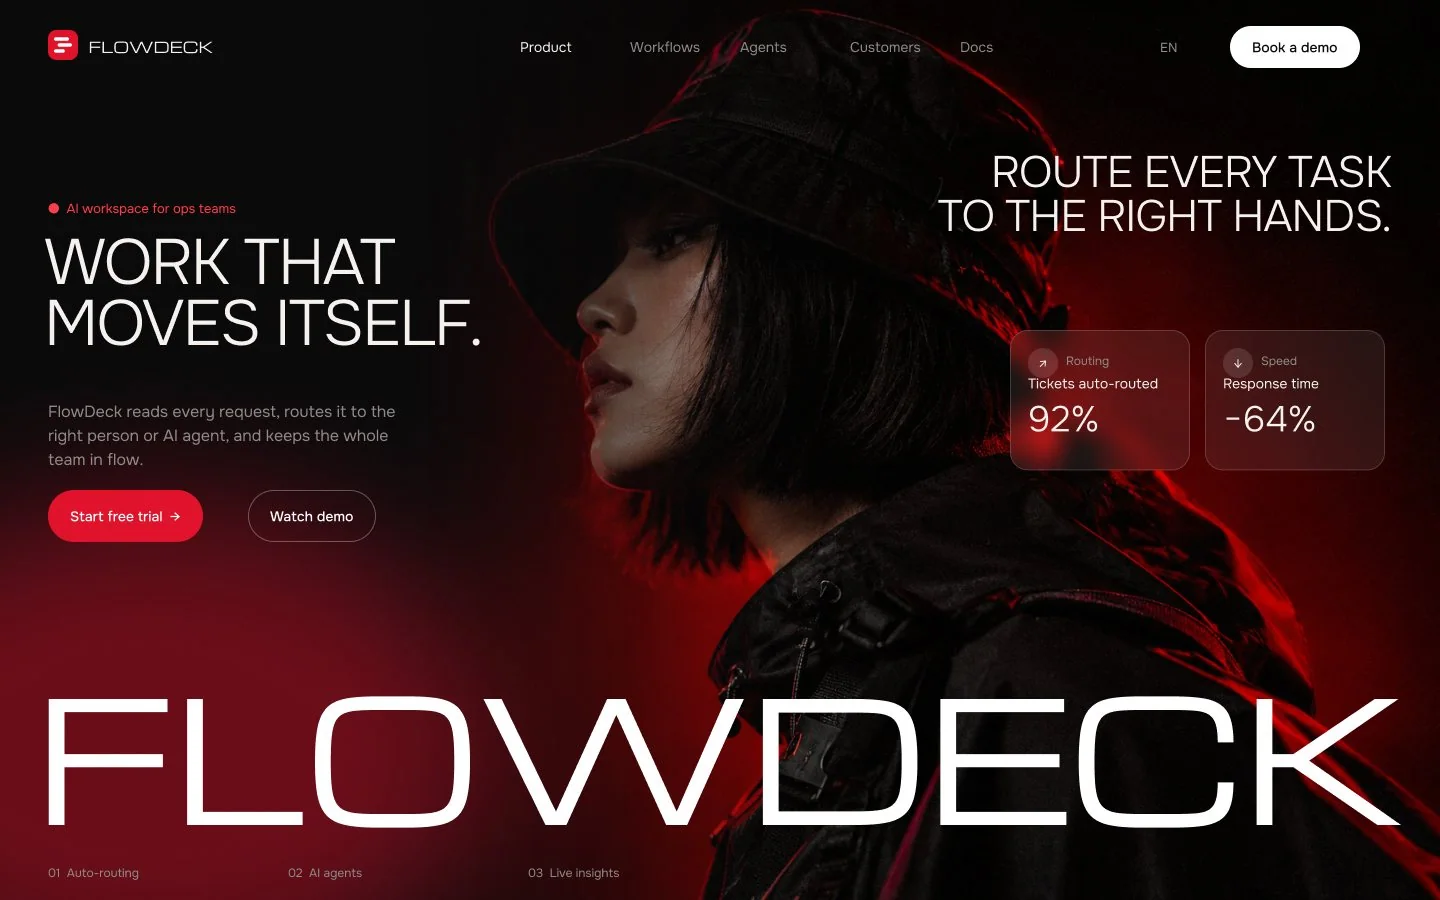 FLOWDECK
Product
Workflows
Agents
Customers
Docs
EN
Book a demo
ROUTE EVERY TASK
TO THE RIGHT HANDS.
AI workspace for ops teams
WORK THAT
MOVES ITSELF.
Routing
Tickets auto-routed
92%
Speed
Response time
−64%
FlowDeck reads every request, routes it to the
right person or AI agent, and keeps the whole
team in flow.
Start free trial →
Watch demo
FLOWDECK
01 Auto-routing
02 AI agents
03 Live insights